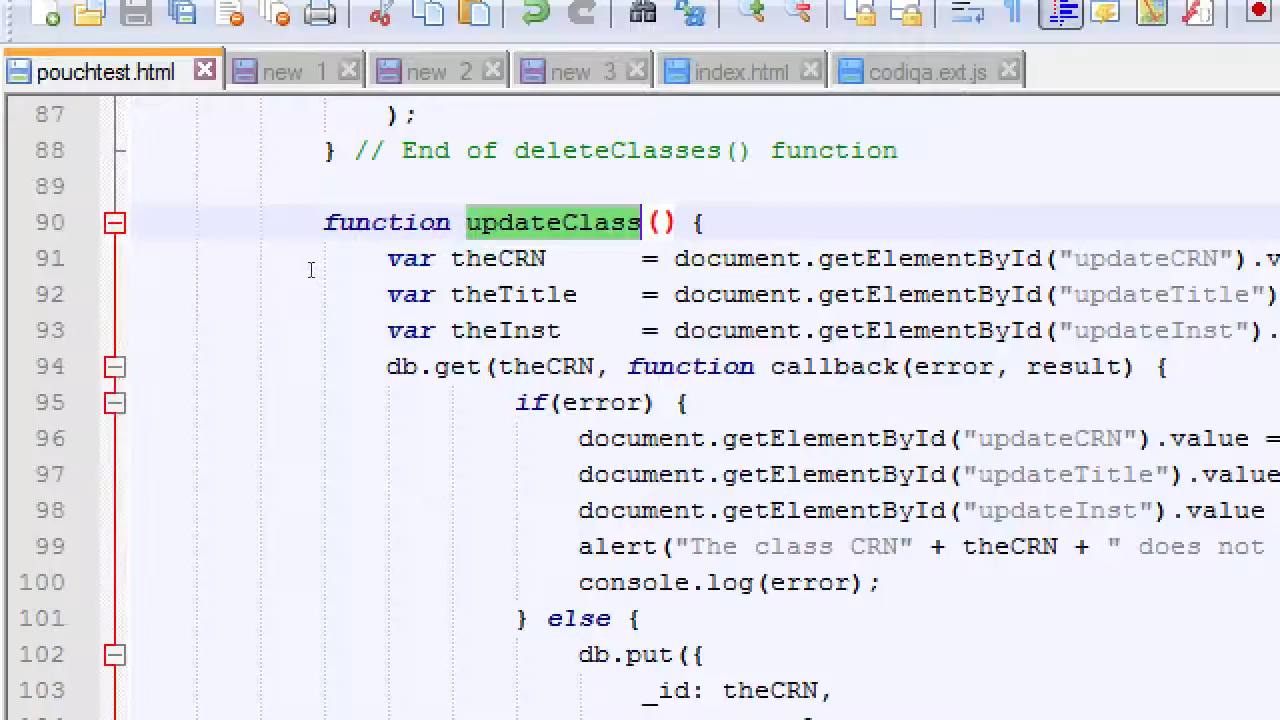 pouchtest.html new 1 new 2 new 3 index.html codiqa.ext.js
87 );
88 } // End of deleteClasses() function
89
90 function updateClass() {
91 var theCRN = document.getElementById("updateCRN").v
92 var theTitle = document.getElementById("updateTitle")
93 var theInst = document.getElementById("updateInst").
94 db.get(theCRN, function callback(error, result) {
95 if(error) {
96 document.getElementById("updateCRN").value =
97 document.getElementById("updateTitle").value
98 document.getElementById("updateInst").value
99 alert("The class CRN" + theCRN + " does not
100 console.log(error);
101 } else {
102 db.put({
103 _id: theCRN,